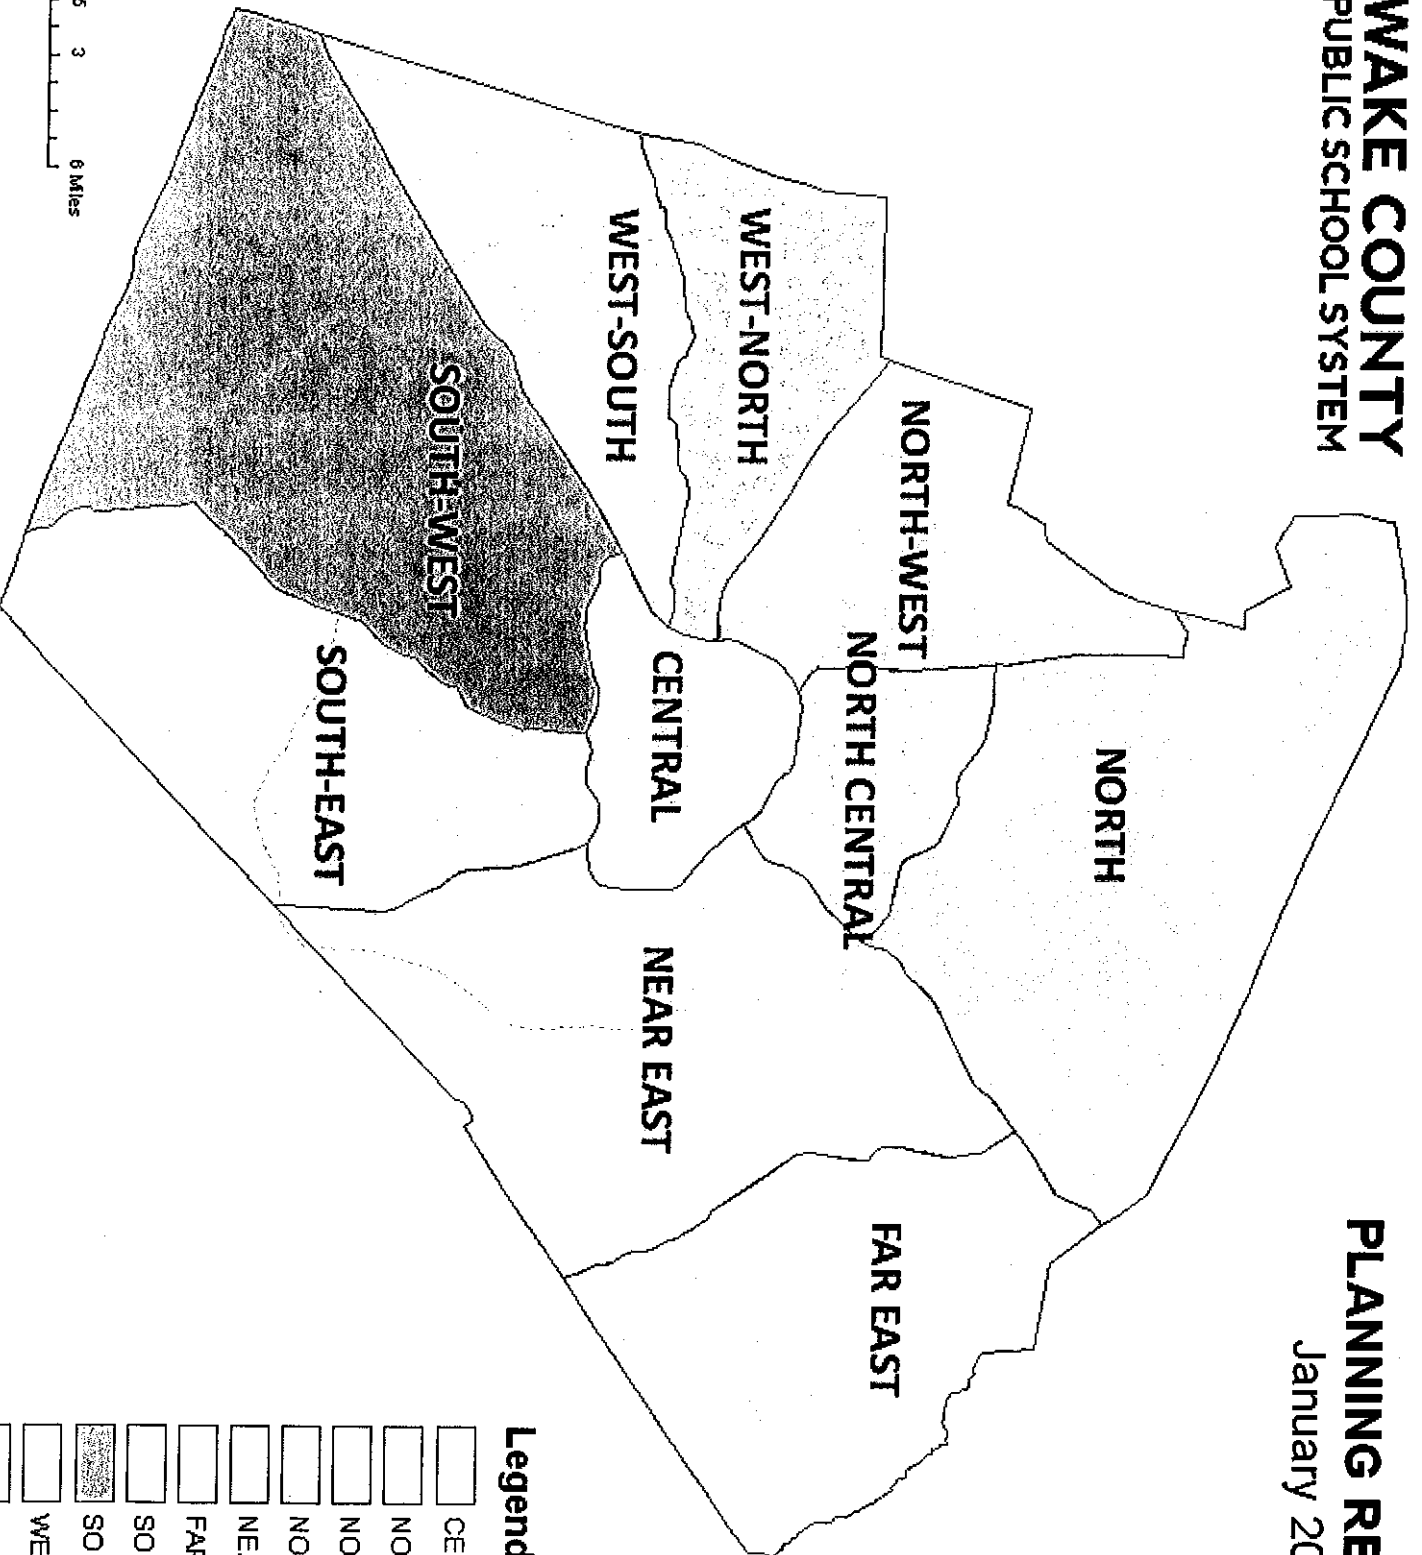 WAKE COUNTY
PUBLIC SCHOOL SYSTEM
PLANNING RE
January 20
NORTH
NORTH-WEST
NORTH CENTRAL
FAR EAST
WEST-NORTH
WEST-SOUTH
CENTRAL
NEAR EAST
SOUTH-WEST
SOUTH-EAST
3 6 Miles
Legend
CE
NO
NO
NO
NE
FAR
SO
SO
WE